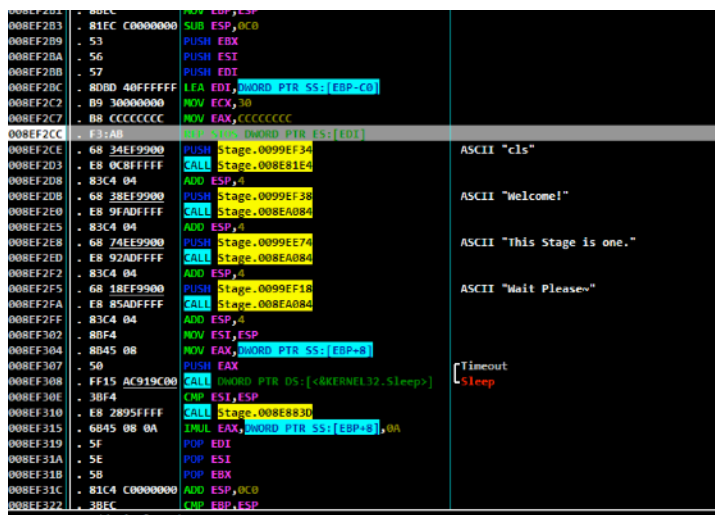 008EF2B1 . 8BEC MOV EBP,ESP
008EF2B3 . 81EC C0000000 SUB ESP,0C0
008EF2B9 . 53 PUSH EBX
008EF2BA . 56 PUSH ESI
008EF2BB . 57 PUSH EDI
008EF2BC . 8DBD 40FFFFFF LEA EDI,DWORD PTR SS:[EBP-C0]
008EF2C2 . B9 30000000 MOV ECX,30
008EF2C7 . B8 CCCCCCCC MOV EAX,CCCCCCCC
008EF2CC . F3:AB REP STOS DWORD PTR ES:[EDI]
008EF2CE . 68 34EF9900 PUSH Stage.0099EF34 ASCII "cls"
008EF2D3 . E8 0C8FFFFF CALL Stage.008E81E4
008EF2D8 . 83C4 04 ADD ESP,4
008EF2DB . 68 38EF9900 PUSH Stage.0099EF38 ASCII "Welcome!"
008EF2E0 . E8 9FADFFFF CALL Stage.008EA084
008EF2E5 . 83C4 04 ADD ESP,4
008EF2E8 . 68 74EE9900 PUSH Stage.0099EE74 ASCII "This Stage is one."
008EF2ED . E8 92ADFFFF CALL Stage.008EA084
008EF2F2 . 83C4 04 ADD ESP,4
008EF2F5 . 68 18EF9900 PUSH Stage.0099EF18 ASCII "Wait Please~"
008EF2FA . E8 85ADFFFF CALL Stage.008EA084
008EF2FF . 83C4 04 ADD ESP,4
008EF302 . 8BF4 MOV ESI,ESP
008EF304 . 8B45 08 MOV EAX,DWORD PTR SS:[EBP+8]
008EF307 . 50 PUSH EAX Timeout
008EF308 . FF15 AC919C00 CALL DWORD PTR DS:[<&KERNEL32.Sleep>] Sleep
008EF30E . 3BF4 CMP ESI,ESP
008EF310 . E8 2895FFFF CALL Stage.008E883D
008EF315 . 6B45 08 0A IMUL EAX,DWORD PTR SS:[EBP+8],0A
008EF319 . 5F POP EDI
008EF31A . 5E POP ESI
008EF31B . 5B POP EBX
008EF31C . 81C4 C0000000 ADD ESP,0C0
008EF322 . 3BEC CMP EBP,ESP